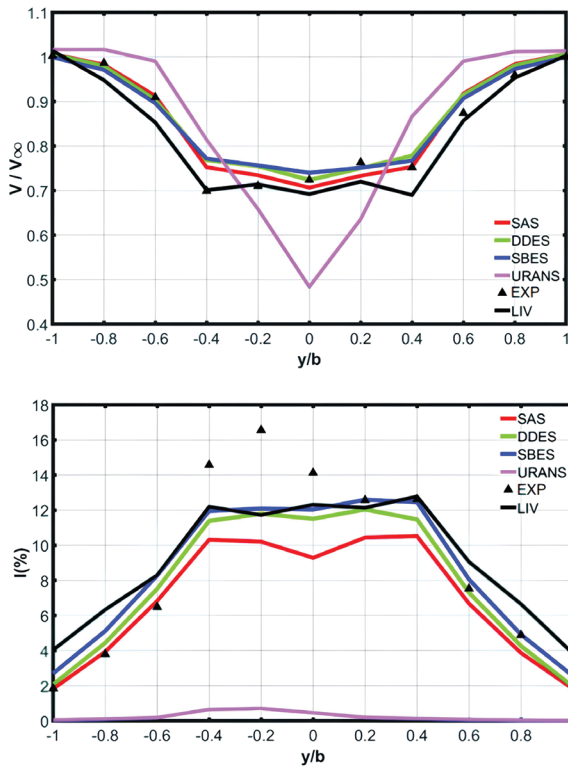 1.1
1
0.9
0.8
0.7
0.6
0.5
0.4
V / V∞
-1 -0.8 -0.6 -0.4 -0.2 0 0.2 0.4 0.6 0.8 1
y/b
SAS
DDES
SBES
URANS
EXP
LIV
18
16
14
12
10
8
6
4
2
0
I(%)
-1 -0.8 -0.6 -0.4 -0.2 0 0.2 0.4 0.6 0.8
y/b
SAS
DDES
SBES
URANS
EXP
LIV